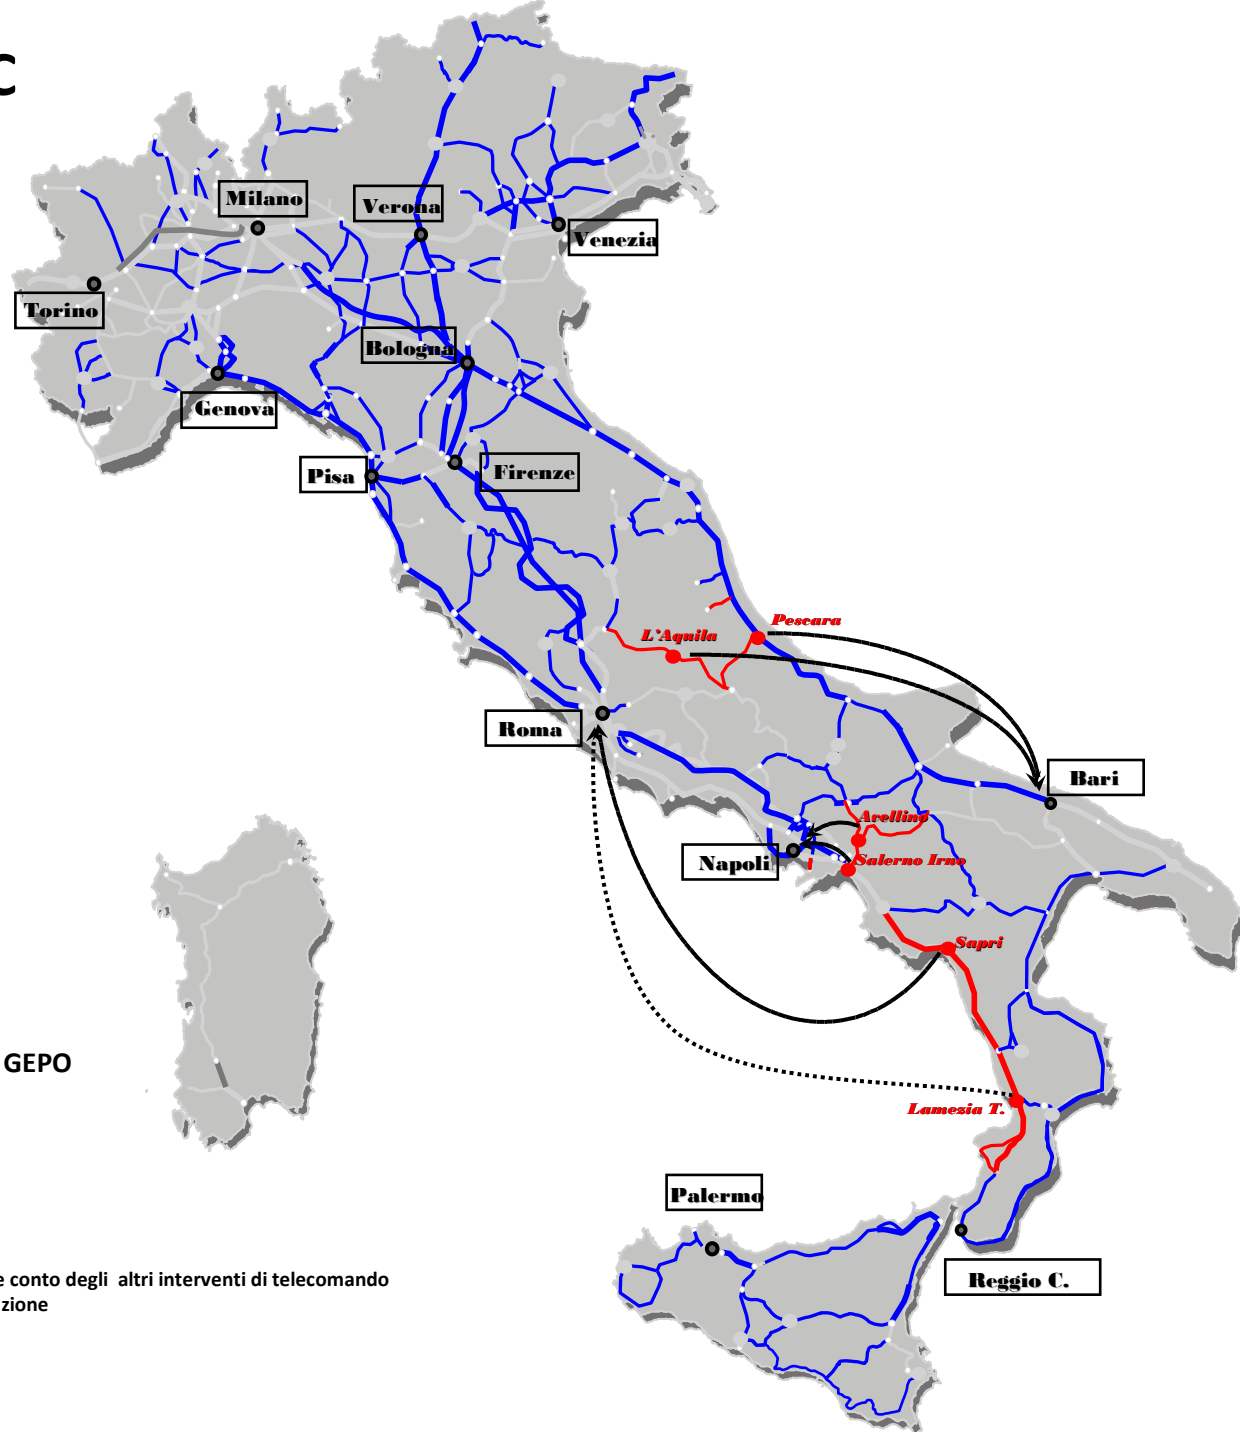 C
Milano
Verona
Venezia
Torino
Bologna
Genova
Pisa
Firenze
Pescara
L'Aquila
Roma
Bari
Avellino
Napoli
Salerno Irno
Sapri
GEPO
Lamezia T.
Palermo
Reggio C.
e conto degli altri interventi di telecomando
zione